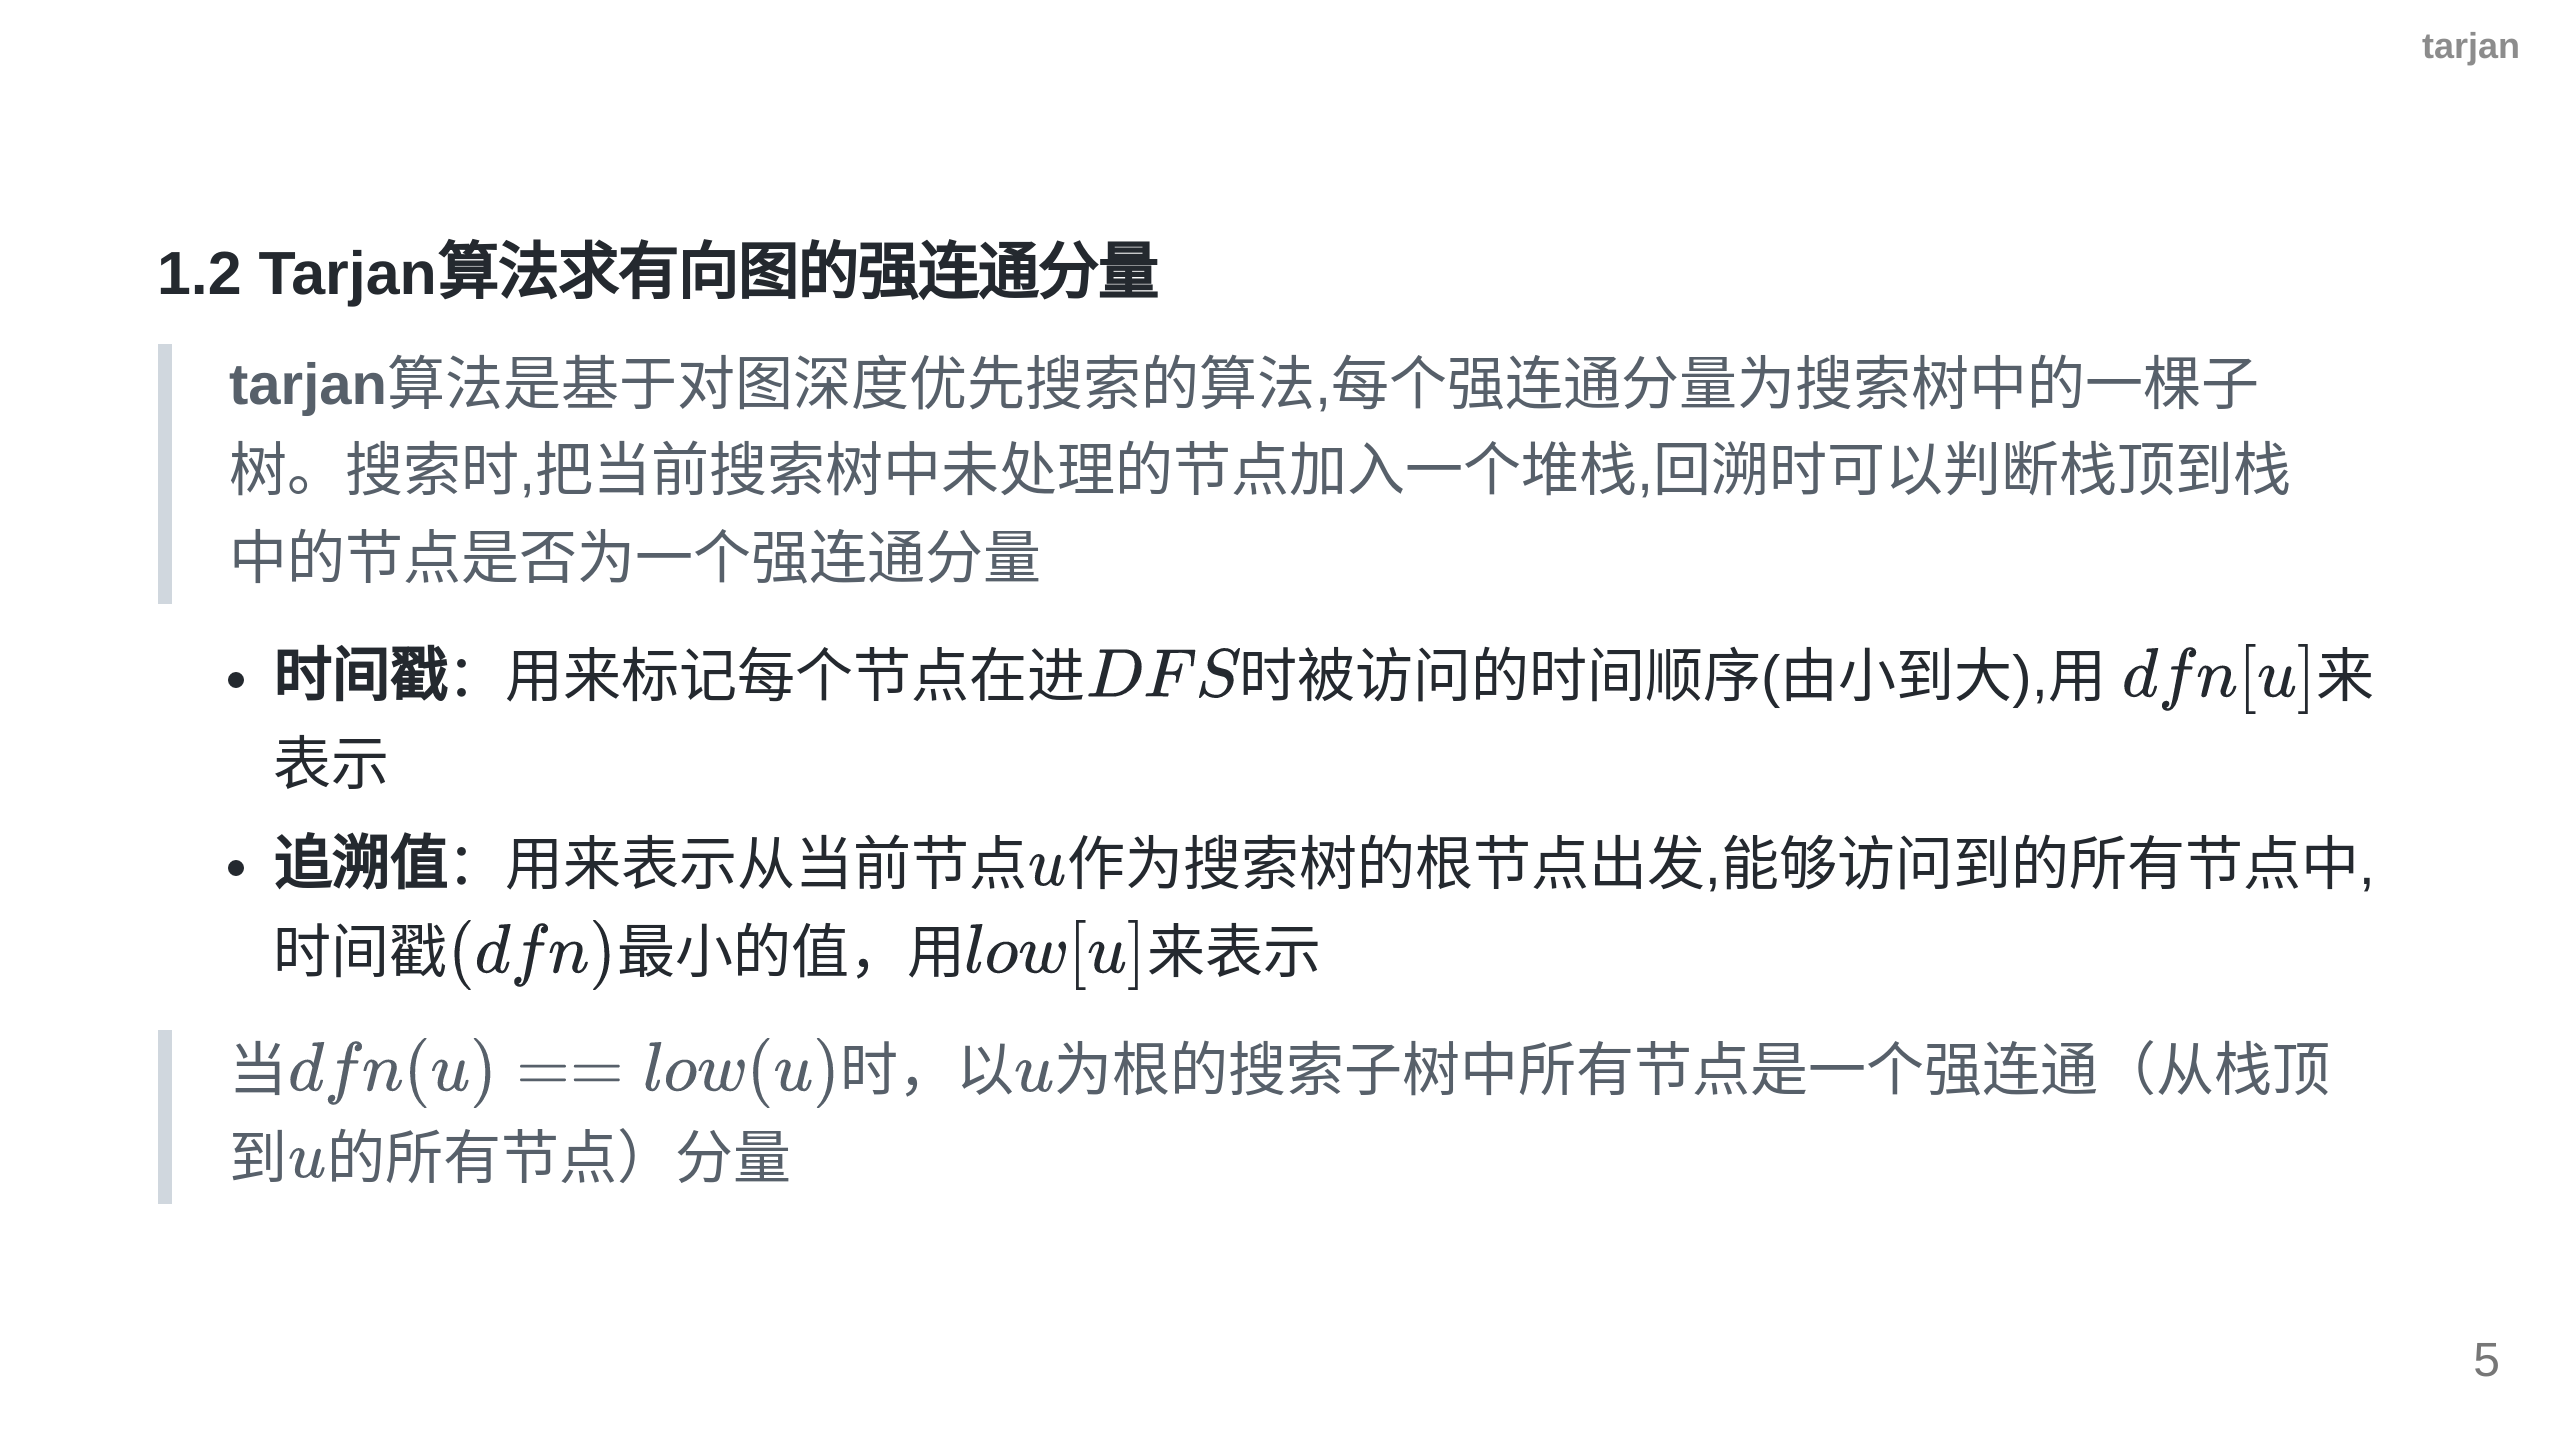 tarjan
1.2 Tarjan算法求有向图的强连通分量
tarjan算法是基于对图深度优先搜索的算法,每个强连通分量为搜索树中的一棵子
树。搜索时,把当前搜索树中未处理的节点加入一个堆栈,回溯时可以判断栈顶到栈
中的节点是否为一个强连通分量
• 时间戳：用来标记每个节点在进DFS时被访问的时间顺序(由小到大),用 dfn[u]来
表示
• 追溯值：用来表示从当前节点u作为搜索树的根节点出发,能够访问到的所有节点中,
时间戳(dfn)最小的值，用low[u]来表示
当dfn(u) == low(u)时，以u为根的搜索子树中所有节点是一个强连通（从栈顶
到u的所有节点）分量
5